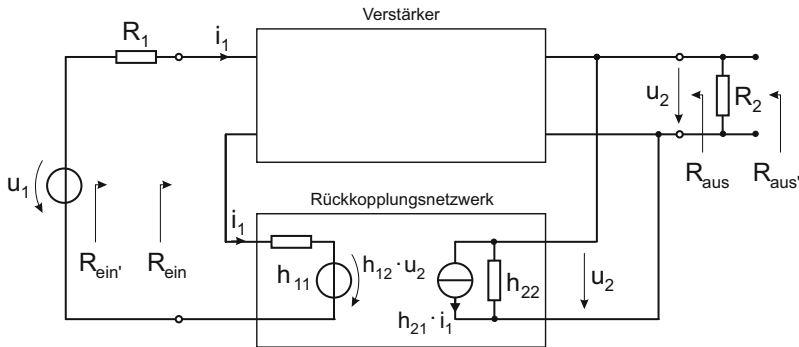 Verstärker
R1
i1
u2
R2
u1
Raus
Raus'
Rein'
Rein
Rückkopplungsnetzwerk
i1
h11
h12 · u2
h21 · i1
h22
u2